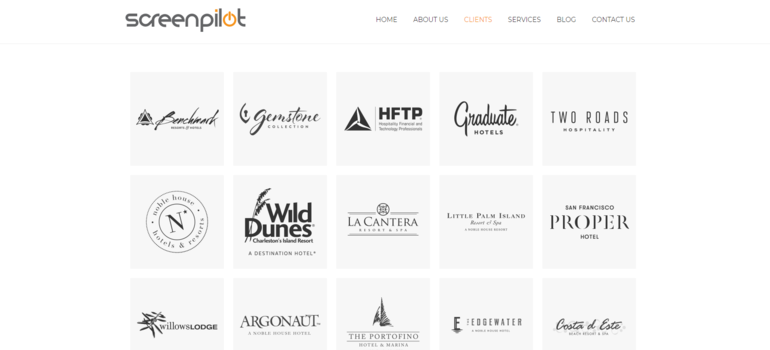 screenpilot
HOME ABOUT US CLIENTS SERVICES BLOG CONTACT US
Benchmark
RESORTS & HOTELS
Gemstone
COLLECTION
HFTP
Hospitality Financial and
Technology Professionals
Graduate
HOTELS
TWO ROADS
HOSPITALITY
noble house
N
hotels & resorts
Wild
Dunes
Charleston's Island Resort
A DESTINATION HOTEL
LA CANTERA
RESORT & SPA
LITTLE PALM ISLAND
Resort & Spa
A NOBLE HOUSE RESORT
SAN FRANCISCO
PROPER
HOTEL
willowsLODGE
ARGONAUT
A NOBLE HOUSE HOTEL
THE PORTOFINO
HOTEL & MARINA
E THE EDGEWATER
A NOBLE HOUSE HOTEL
Costa d'Este
BEACH RESORT & SPA